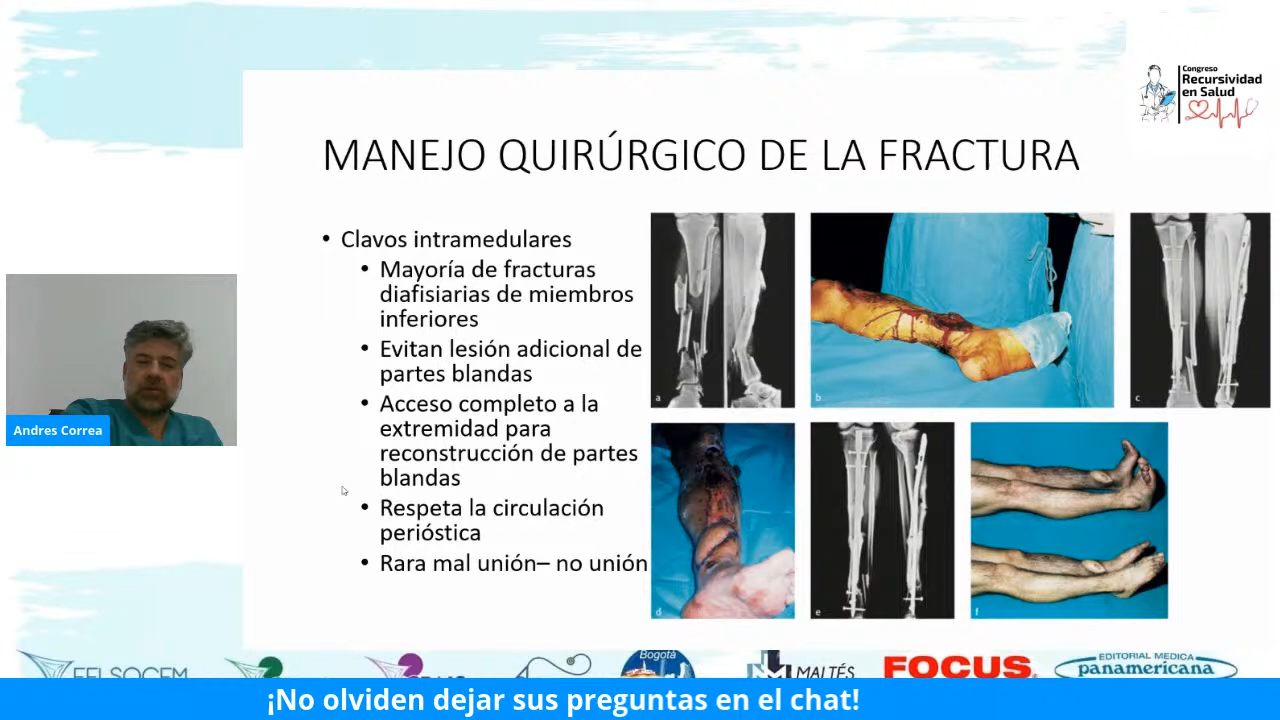 Congreso
Recursividad
en Salud
MANEJO QUIRÚRGICO DE LA FRACTURA
• Clavos intramedulares
• Mayoría de fracturas
diafisiarias de miembros
inferiores
• Evitan lesión adicional de
partes blandas
• Acceso completo a la
extremidad para
reconstrucción de partes
blandas
• Respeta la circulación
perióstica
• Rara mal unión– no unión
a
b
c
d
e
f
Andres Correa
Bogotá
MALTÉS
FOCUS
EDITORIAL MEDICA
panamericana
¡No olviden dejar sus preguntas en el chat!